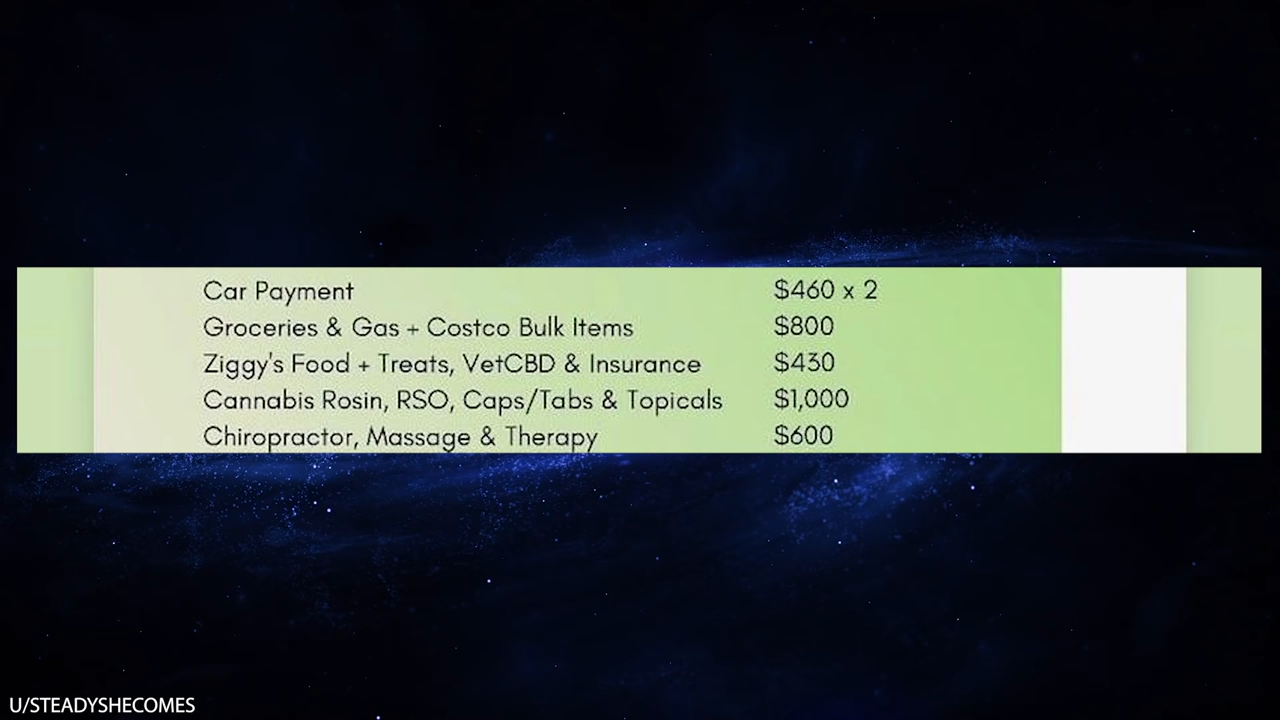 Car Payment $460 x 2
Groceries & Gas + Costco Bulk Items $800
Ziggy's Food + Treats, VetCBD & Insurance $430
Cannabis Rosin, RSO, Caps/Tabs & Topicals $1,000
Chiropractor, Massage & Therapy $600
U/STEADYSHECOMES